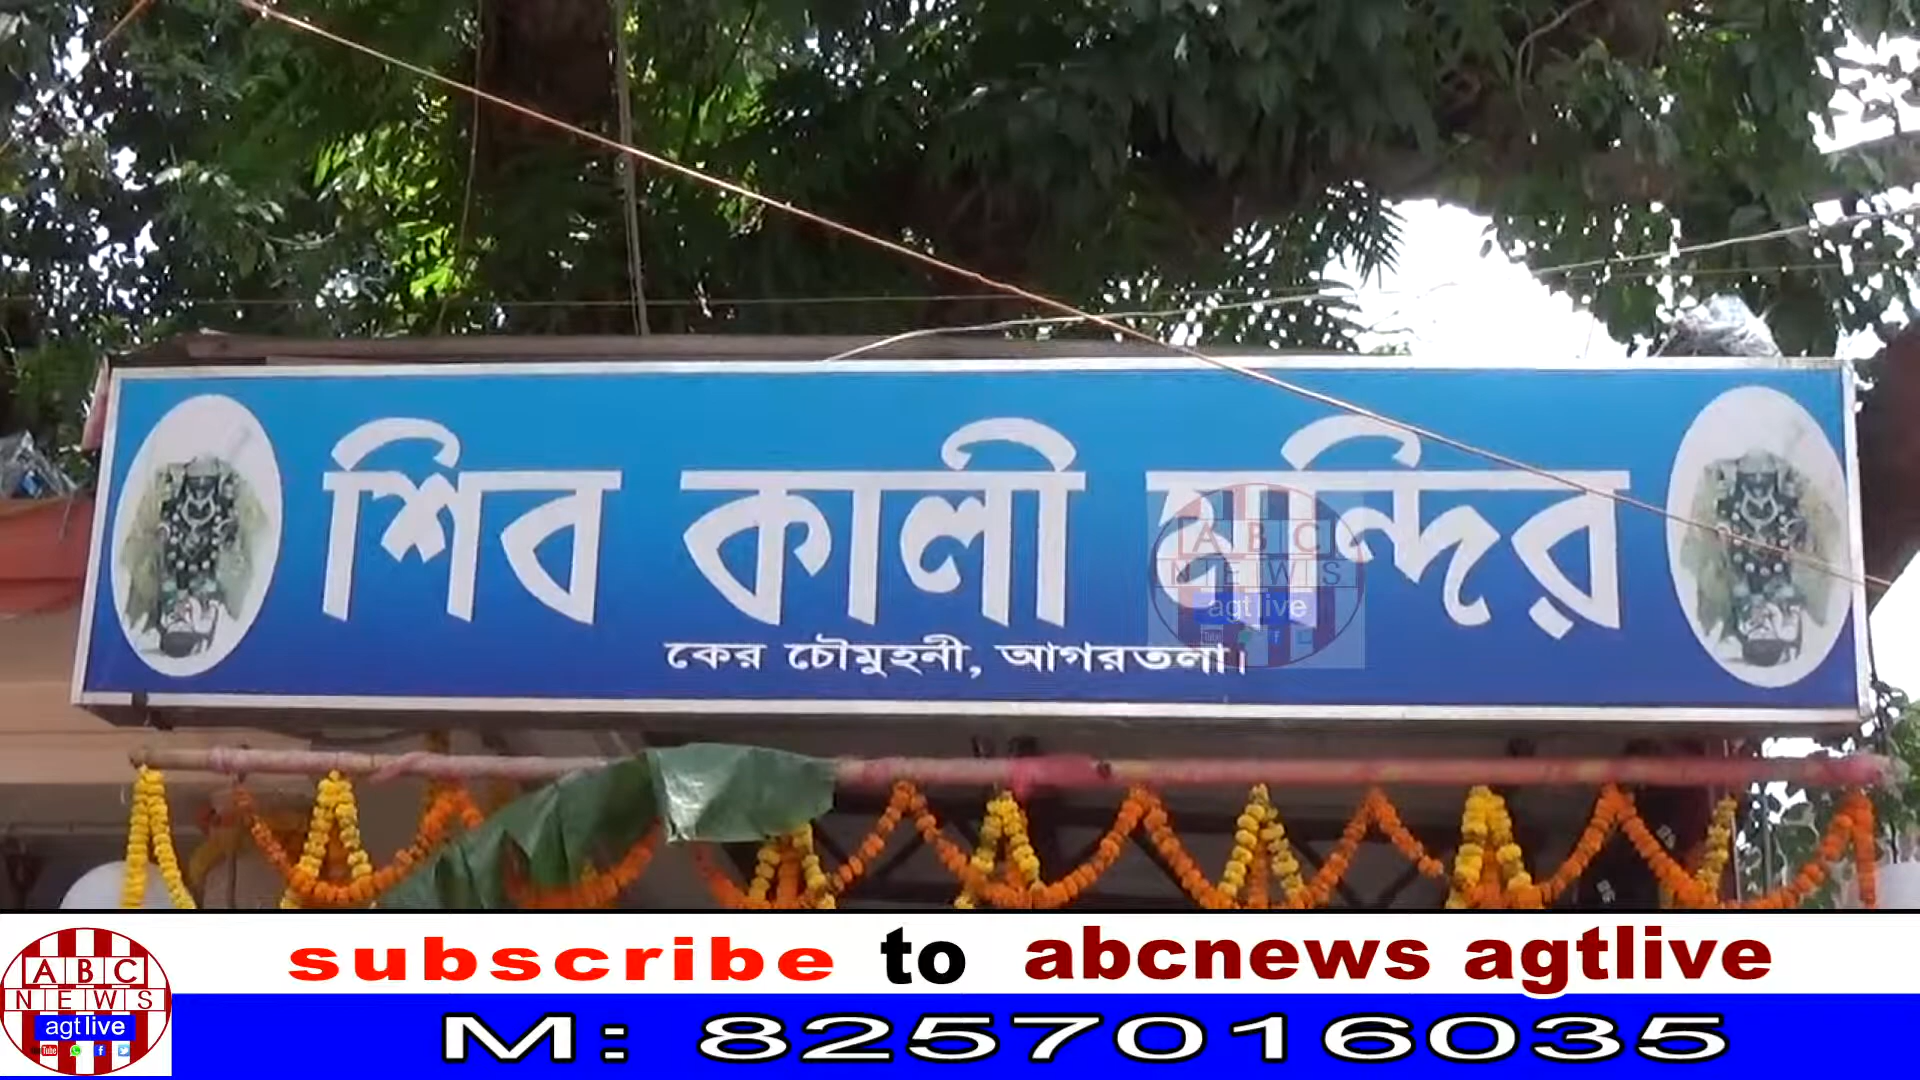 শিব কালী মন্দির
কের চৌমুহনী, আগরতলা।
ABC
NEWS
agtlive
subscribe to abcnews agtlive
M: 8257016035
ABC
NEWS
agtlive